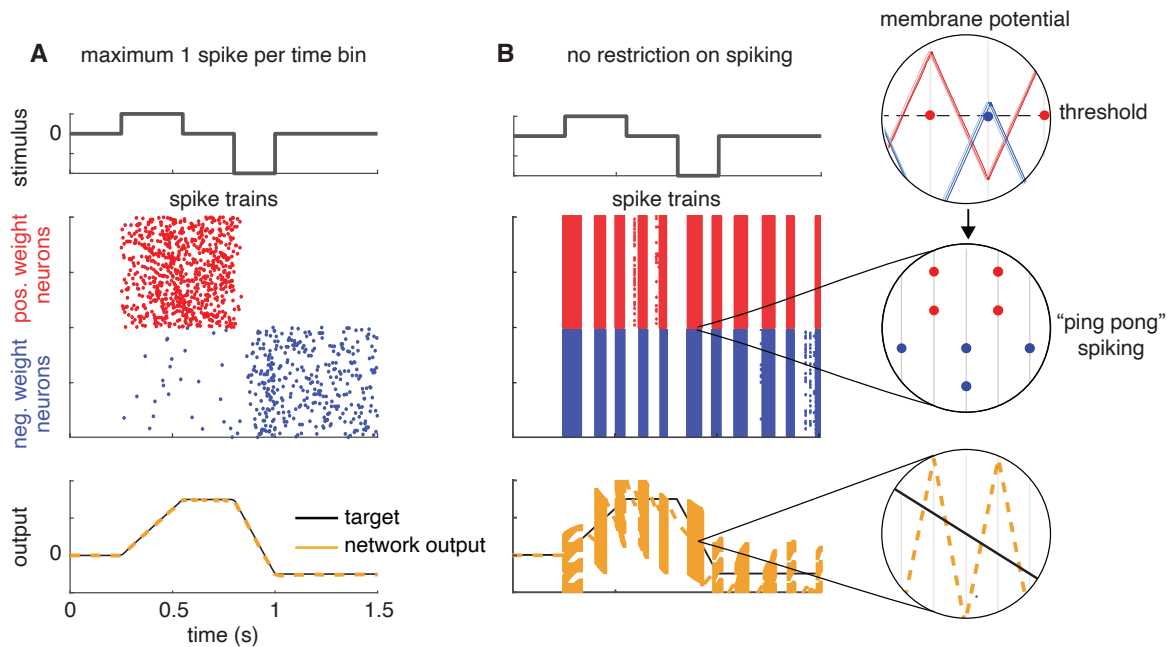 A maximum 1 spike per time bin
stimulus
0
spike trains
pos. weight
neurons
neg. weight
neurons
output
0
target
network output
0 0.5 1 1.5
time (s)
B no restriction on spiking
spike trains
membrane potential
threshold
“ping pong”
spiking